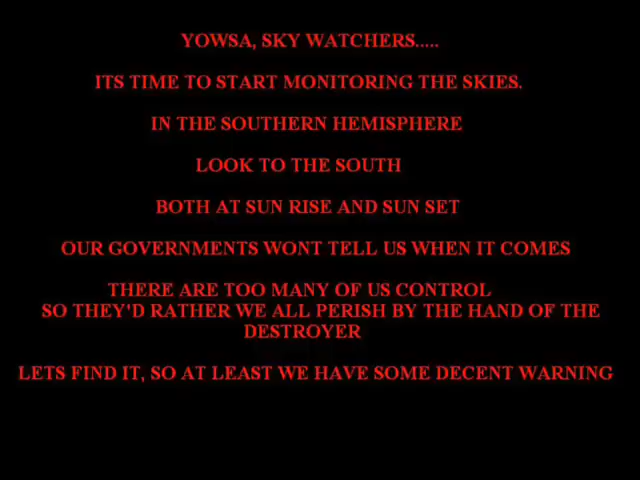 YOWSA, SKY WATCHERS.....
ITS TIME TO START MONITORING THE SKIES.
IN THE SOUTHERN HEMISPHERE
LOOK TO THE SOUTH
BOTH AT SUN RISE AND SUN SET
OUR GOVERNMENTS WONT TELL US WHEN IT COMES
THERE ARE TOO MANY OF US CONTROL
SO THEY'D RATHER WE ALL PERISH BY THE HAND OF THE
DESTROYER
LETS FIND IT, SO AT LEAST WE HAVE SOME DECENT WARNING